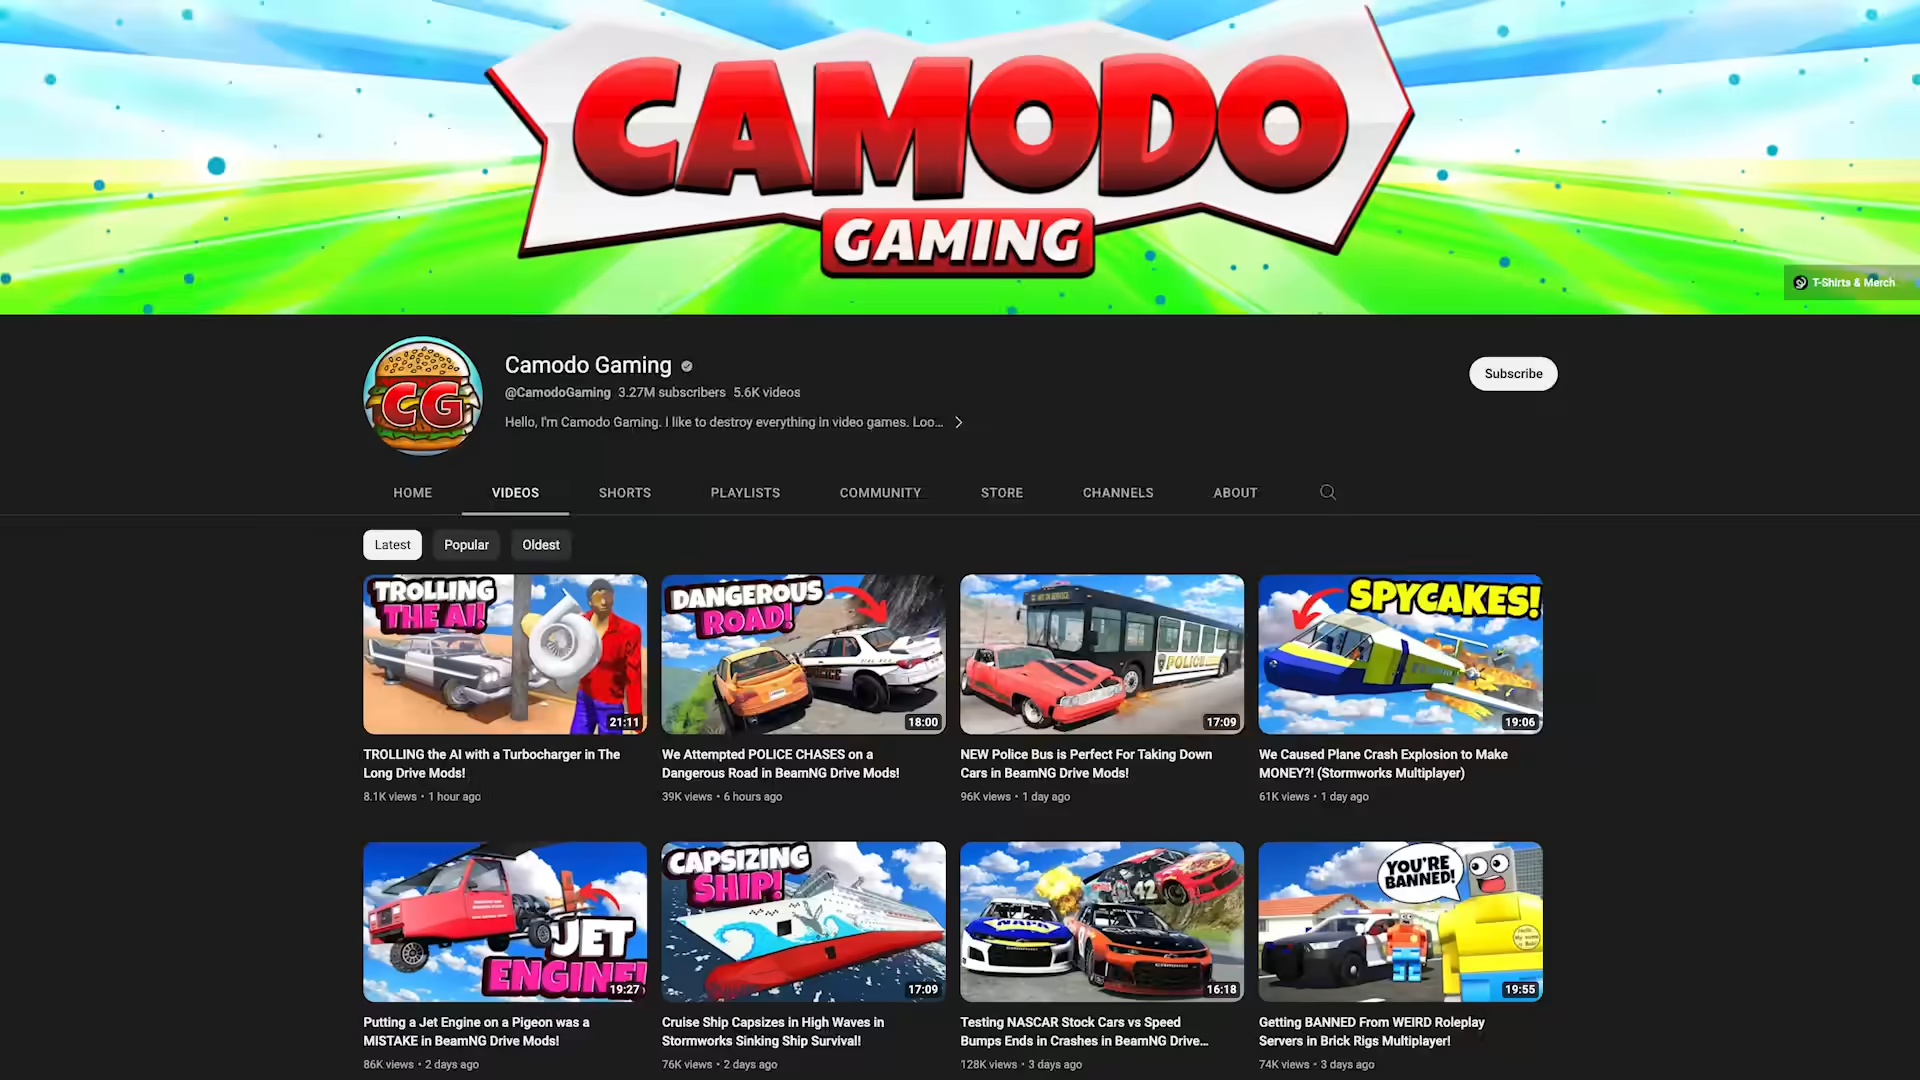 CAMODO
GAMING
T-Shirts & Merch
CG
Camodo Gaming
@CamodoGaming 3.27M subscribers 5.6K videos
Hello, I'm Camodo Gaming. I like to destroy everything in video games. Loo...
Subscribe
HOME VIDEOS SHORTS PLAYLISTS COMMUNITY STORE CHANNELS ABOUT
Latest Popular Oldest
TROLLING
THE AI!
21:11
DANGEROUS
ROAD!
POLICE
18:00
POLICE
17:09
SPYCAKES!
19:06
TROLLING the AI with a Turbocharger in The
Long Drive Mods!
8.1K views • 1 hour ago
We Attempted POLICE CHASES on a
Dangerous Road in BeamNG Drive Mods!
39K views • 6 hours ago
NEW Police Bus is Perfect For Taking Down
Cars in BeamNG Drive Mods!
96K views • 1 day ago
We Caused Plane Crash Explosion to Make
MONEY?! (Stormworks Multiplayer)
61K views • 1 day ago
JET
ENGINE!
19:27
CAPSIZING
SHIP!
17:09
42
NAPA
16:18
YOU'RE
BANNED!
19:55
Putting a Jet Engine on a Pigeon was a
MISTAKE in BeamNG Drive Mods!
86K views • 2 days ago
Cruise Ship Capsizes in High Waves in
Stormworks Sinking Ship Survival!
76K views • 2 days ago
Testing NASCAR Stock Cars vs Speed
Bumps Ends in Crashes in BeamNG Drive...
128K views • 3 days ago
Getting BANNED From WEIRD Roleplay
Servers in Brick Rigs Multiplayer!
74K views • 3 days ago